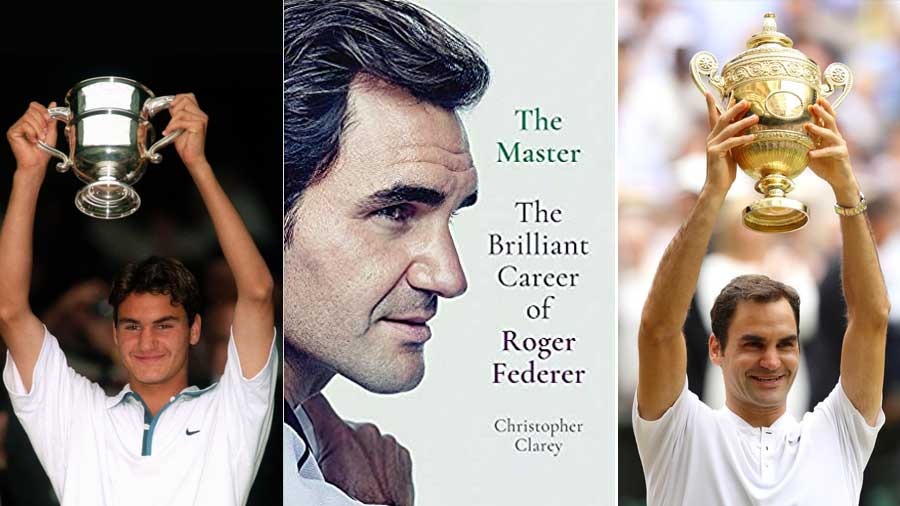 The
Master
The
Brilliant
Career
of
Roger
Federer
Christopher
Clarey